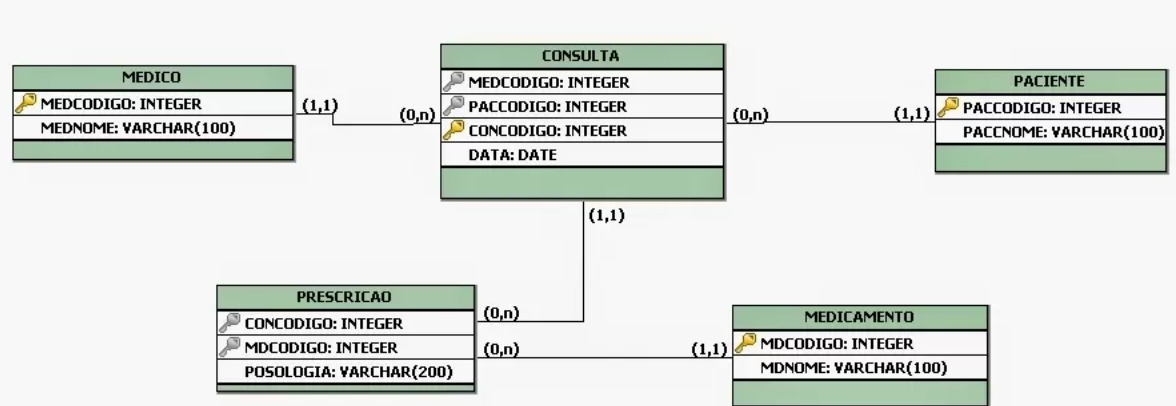 MEDICO
MEDCODIGO: INTEGER
MEDNOME: VARCHAR(100)
(1,1)
(0,n)
CONSULTA
MEDCODIGO: INTEGER
PACCODIGO: INTEGER
CONCODIGO: INTEGER
DATA: DATE
(0,n)
(1,1)
PACIENTE
PACCODIGO: INTEGER
PACCNOME: VARCHAR(100)
(1,1)
PRESCRICAO
CONCODIGO: INTEGER
MDCODIGO: INTEGER
POSOLOGIA: VARCHAR(200)
(0,n)
(0,n)
(1,1)
MEDICAMENTO
MDCODIGO: INTEGER
MDNOME: VARCHAR(100)